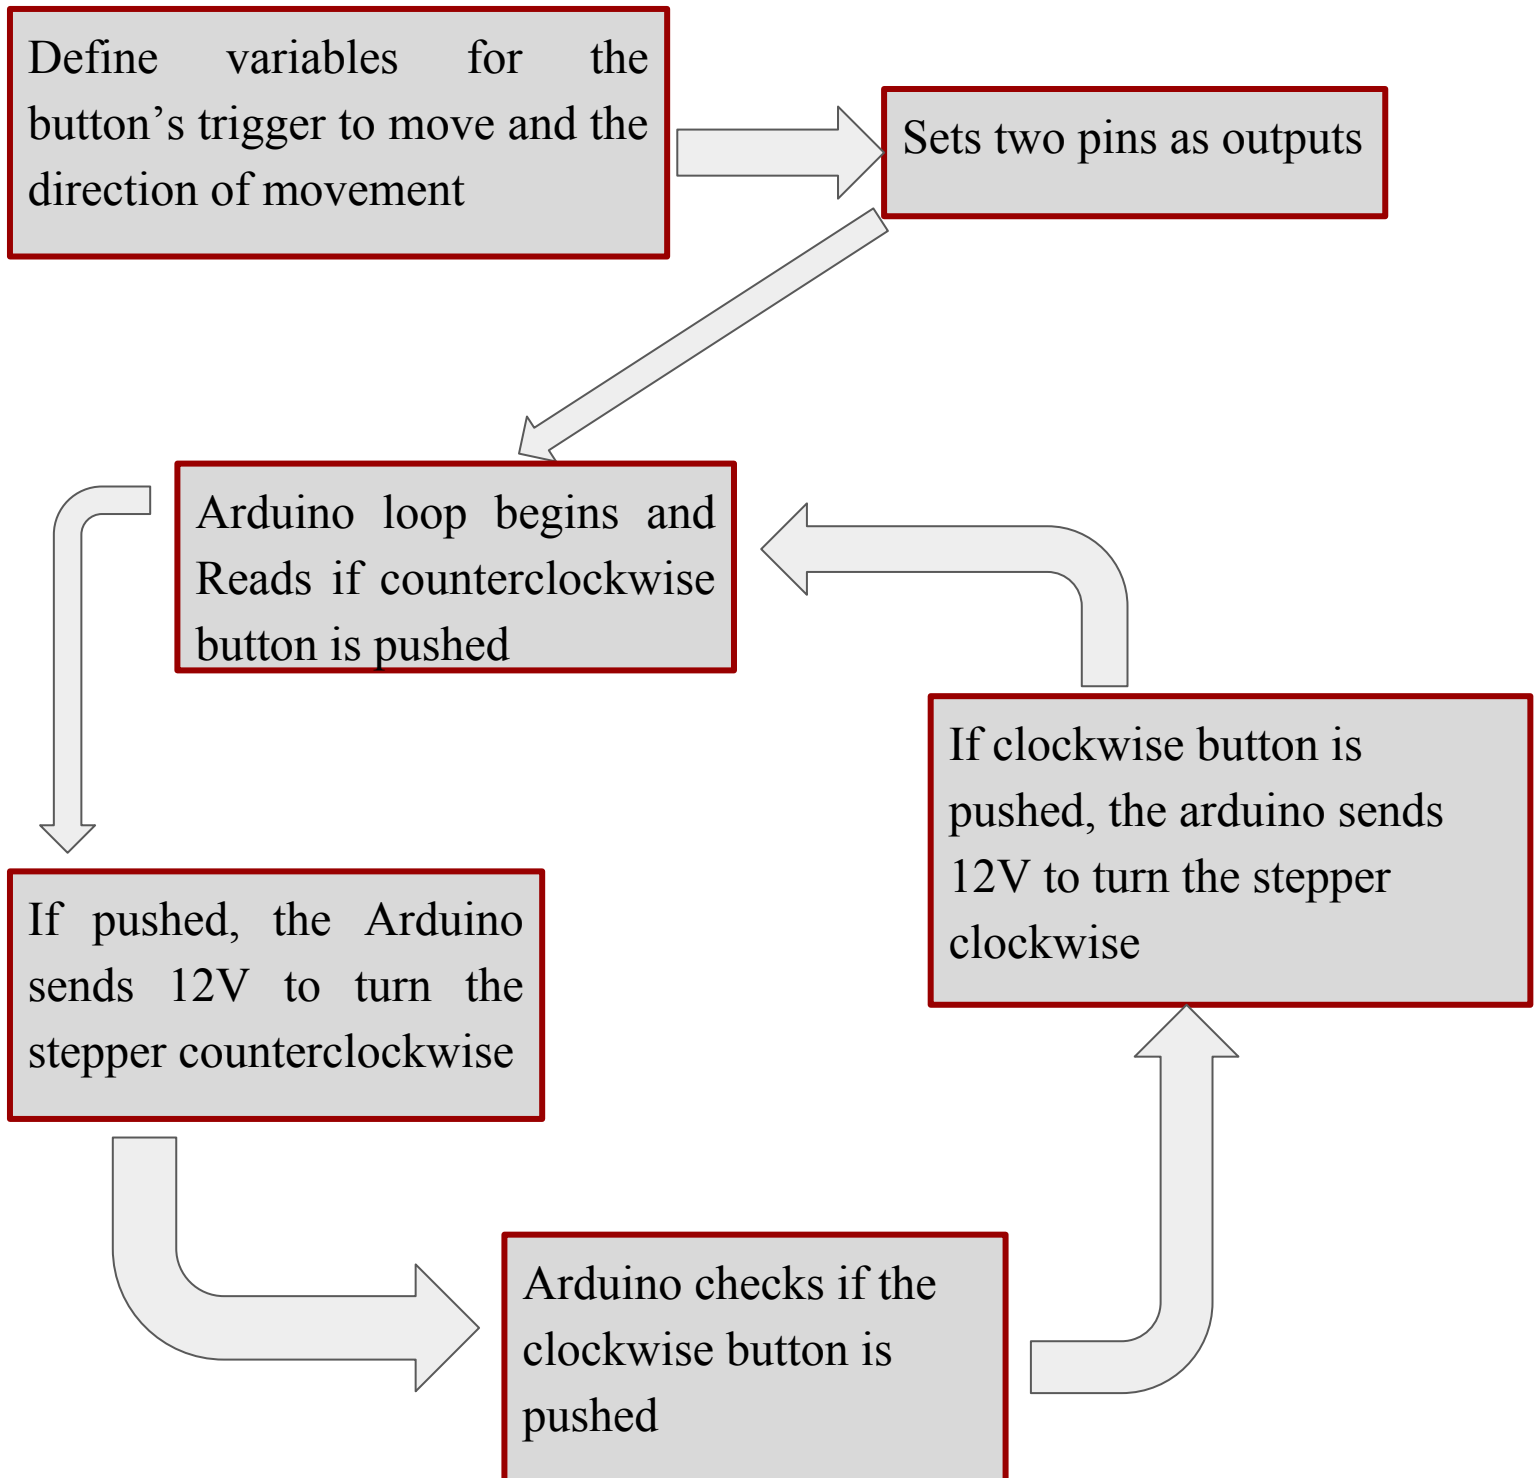 Define variables for the
button’s trigger to move and the
direction of movement
Sets two pins as outputs
Arduino loop begins and
Reads if counterclockwise
button is pushed
If clockwise button is
pushed, the arduino sends
12V to turn the stepper
clockwise
If pushed, the Arduino
sends 12V to turn the
stepper counterclockwise
Arduino checks if the
clockwise button is
pushed